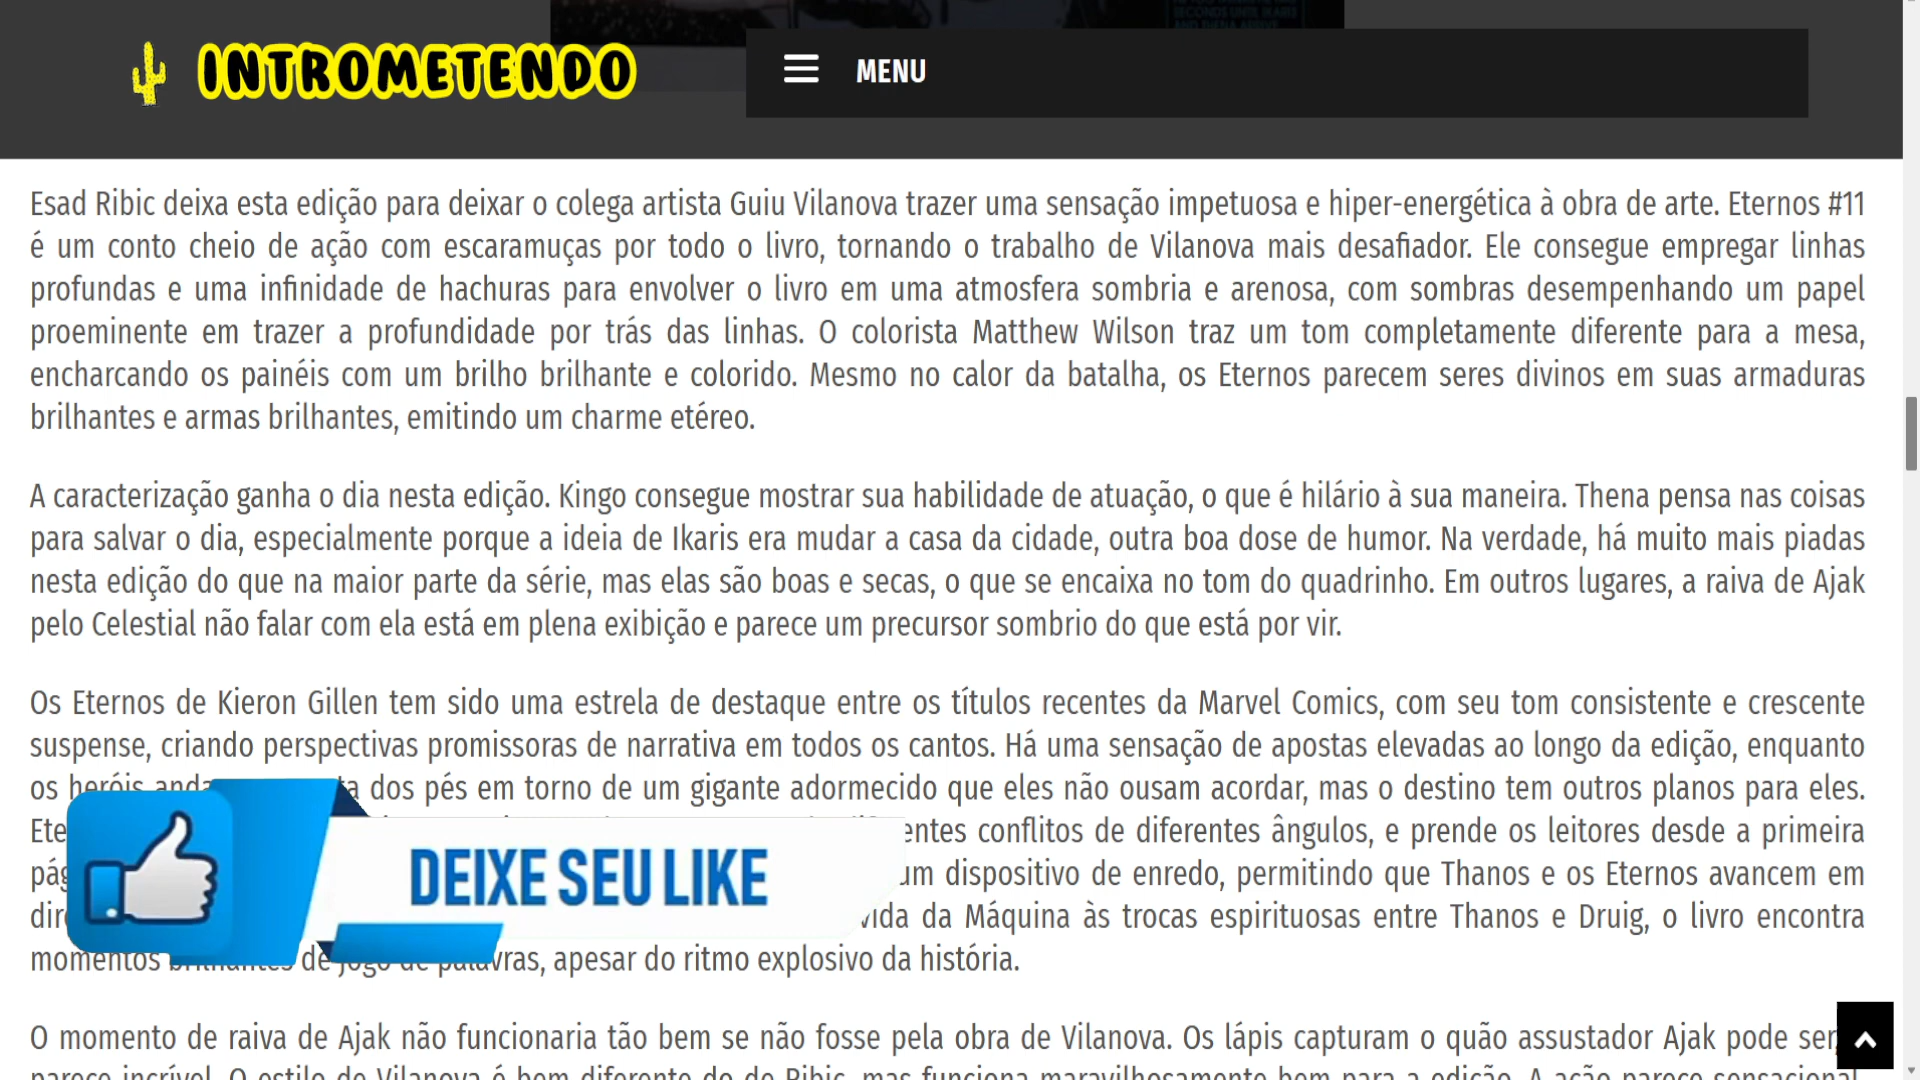 INTROMETENDO
MENU
Esad Ribic deixa esta edição para deixar o colega artista Guiu Vilanova trazer uma sensação impetuosa e hiper-energética à obra de arte. Eternos #11
é um conto cheio de ação com escaramuças por todo o livro, tornando o trabalho de Vilanova mais desafiador. Ele consegue empregar linhas
profundas e uma infinidade de hachuras para envolver o livro em uma atmosfera sombria e arenosa, com sombras desempenhando um papel
proeminente em trazer a profundidade por trás das linhas. O colorista Matthew Wilson traz um tom completamente diferente para a mesa,
encharcando os painéis com um brilho brilhante e colorido. Mesmo no calor da batalha, os Eternos parecem seres divinos em suas armaduras
brilhantes e armas brilhantes, emitindo um charme etéreo.
A caracterização ganha o dia nesta edição. Kingo consegue mostrar sua habilidade de atuação, o que é hilário à sua maneira. Thena pensa nas coisas
para salvar o dia, especialmente porque a ideia de Ikaris era mudar a casa da cidade, outra boa dose de humor. Na verdade, há muito mais piadas
nesta edição do que na maior parte da série, mas elas são boas e secas, o que se encaixa no tom do quadrinho. Em outros lugares, a raiva de Ajak
pelo Celestial não falar com ela está em plena exibição e parece um precursor sombrio do que está por vir.
Os Eternos de Kieron Gillen tem sido uma estrela de destaque entre os títulos recentes da Marvel Comics, com seu tom consistente e crescente
suspense, criando perspectivas promissoras de narrativa em todos os cantos. Há uma sensação de apostas elevadas ao longo da edição, enquanto
os heróis dos pés em torno de um gigante adormecido que eles não ousam acordar, mas o destino tem outros planos para eles.
conflitos de diferentes ângulos, e prende os leitores desde a primeira
um dispositivo de enredo, permitindo que Thanos e os Eternos avancem em
vida da Máquina às trocas espirituosas entre Thanos e Druig, o livro encontra
momentos brilhantes de jogo de palavras, apesar do ritmo explosivo da história.
DEIXE SEU LIKE
O momento de raiva de Ajak não funcionaria tão bem se não fosse pela obra de Vilanova. Os lápis capturam o quão assustador Ajak pode ser,
parece incrível. O estilo de Vilanova é bem diferente do de Ribic, mas funciona maravilhosamente bem para a edição. A ação parece sensacional,